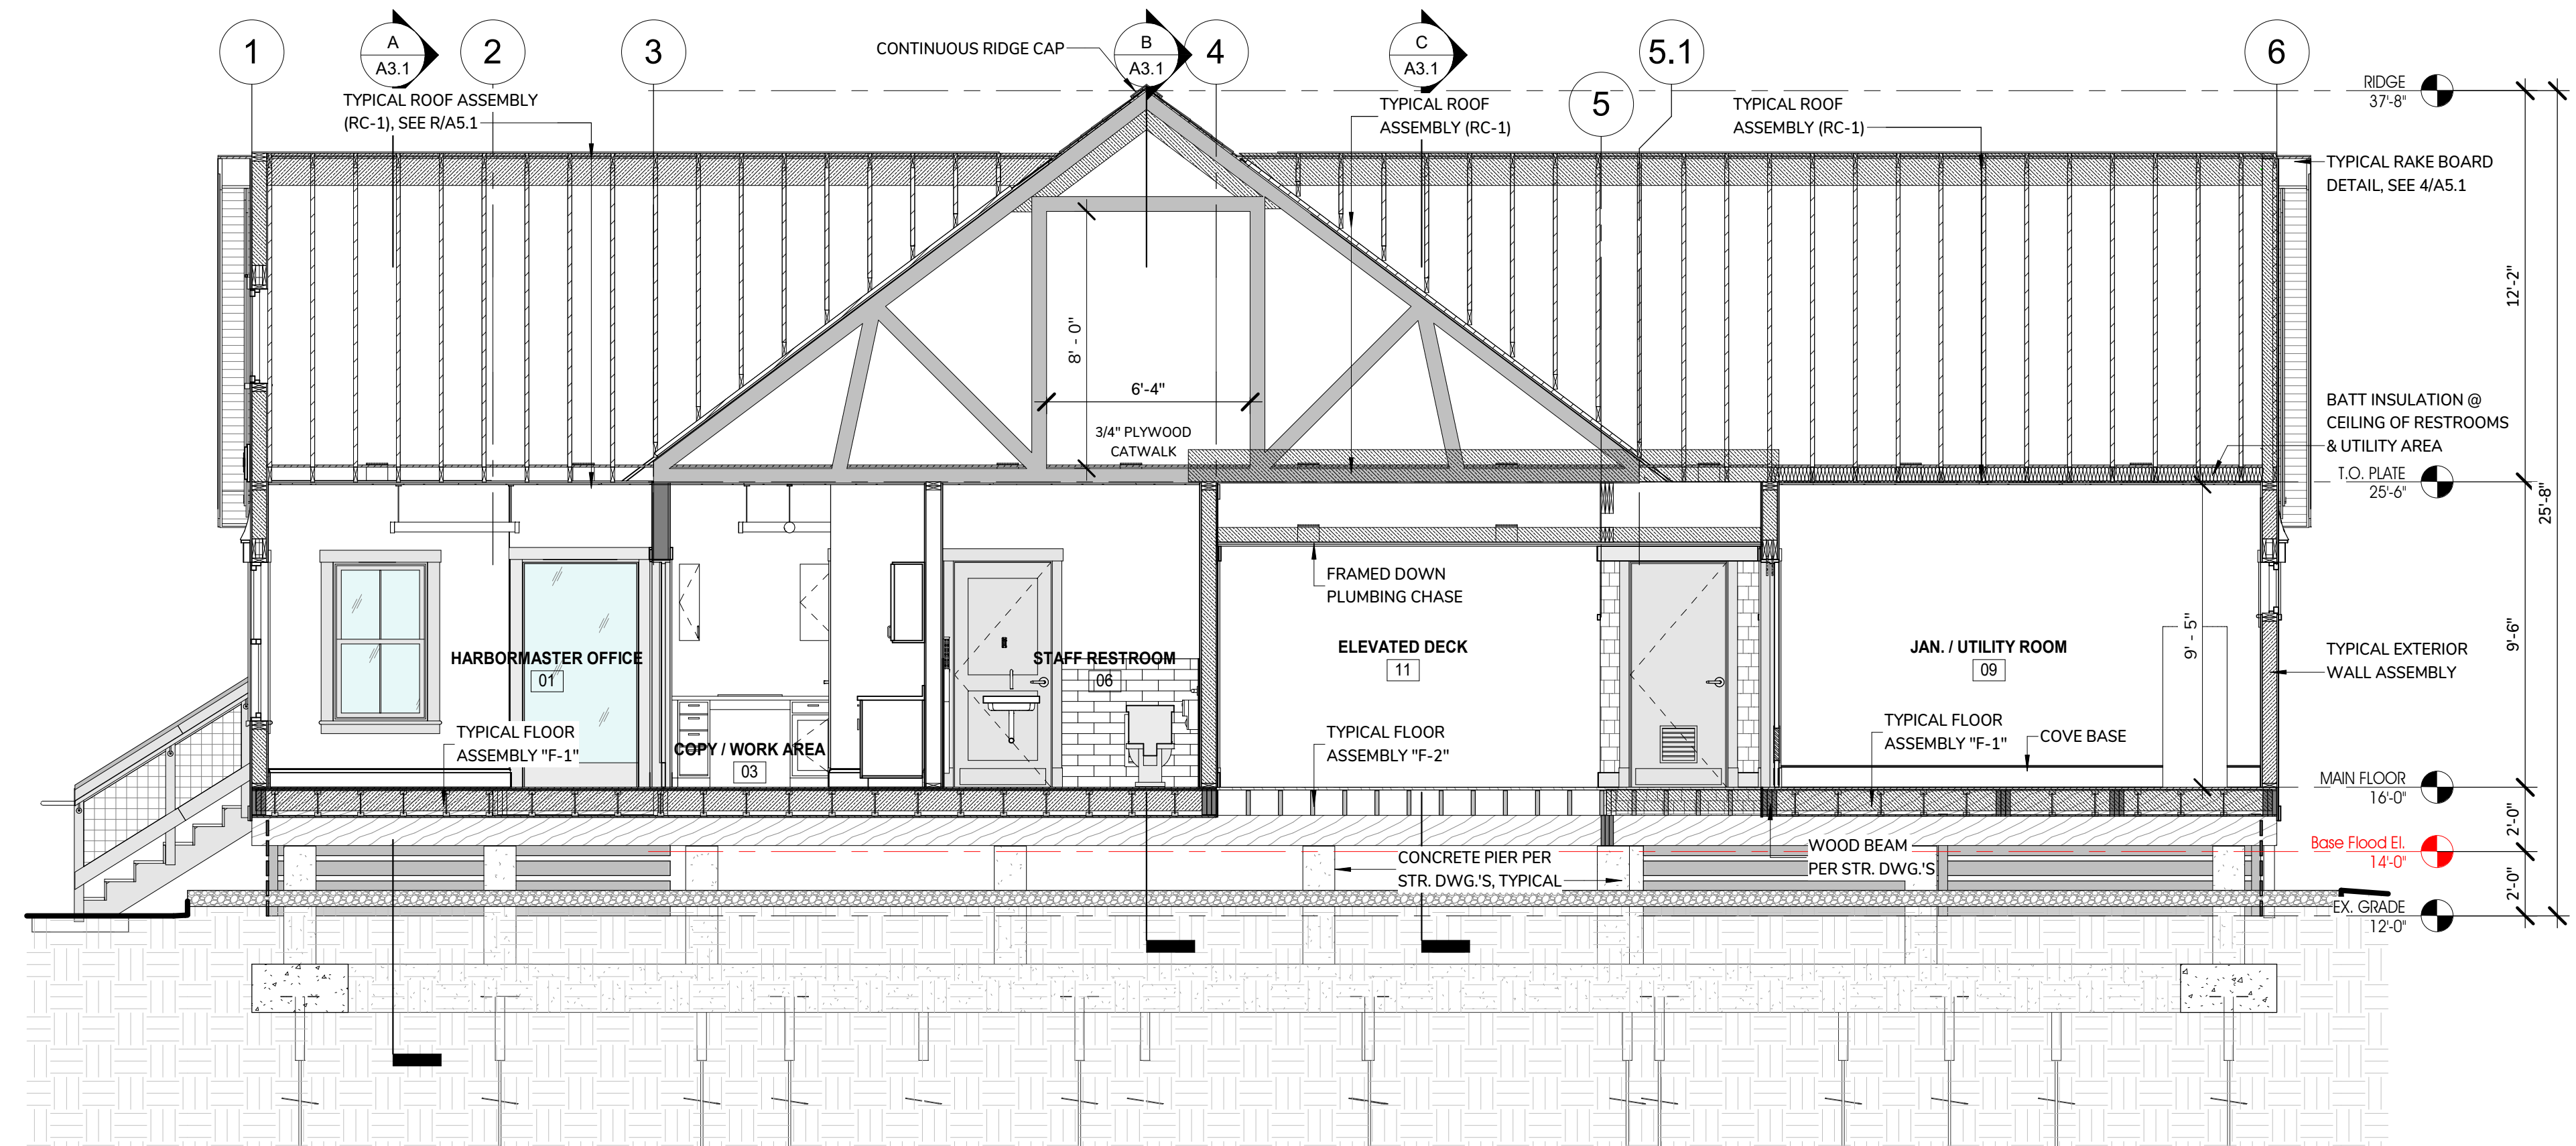 1
A
A3.1
2
3
CONTINUOUS RIDGE CAP
B
A3.1
4
C
A3.1
5
5.1
6
TYPICAL ROOF ASSEMBLY
(RC-1), SEE R/A5.1
TYPICAL ROOF
ASSEMBLY (RC-1)
TYPICAL ROOF
ASSEMBLY (RC-1)
RIDGE
37'-8"
TYPICAL RAKE BOARD
DETAIL, SEE 4/A5.1
12'-2"
8' - 0"
6'-4"
3/4" PLYWOOD
CATWALK
BATT INSULATION @
CEILING OF RESTROOMS
& UTILITY AREA
T.O. PLATE
25'-6"
25'-8"
FRAMED DOWN
PLUMBING CHASE
HARBORMASTER OFFICE
01
STAFF RESTROOM
06
ELEVATED DECK
11
JAN. / UTILITY ROOM
09
9' - 5"
9'-6"
TYPICAL EXTERIOR
WALL ASSEMBLY
TYPICAL FLOOR
ASSEMBLY "F-1"
COPY / WORK AREA
03
TYPICAL FLOOR
ASSEMBLY "F-2"
TYPICAL FLOOR
ASSEMBLY "F-1"
COVE BASE
MAIN FLOOR
16'-0"
2'-0"
CONCRETE PIER PER
STR. DWG.'S, TYPICAL
WOOD BEAM
PER STR. DWG.'S
Base Flood El.
14'-0"
2'-0"
EX. GRADE
12'-0"